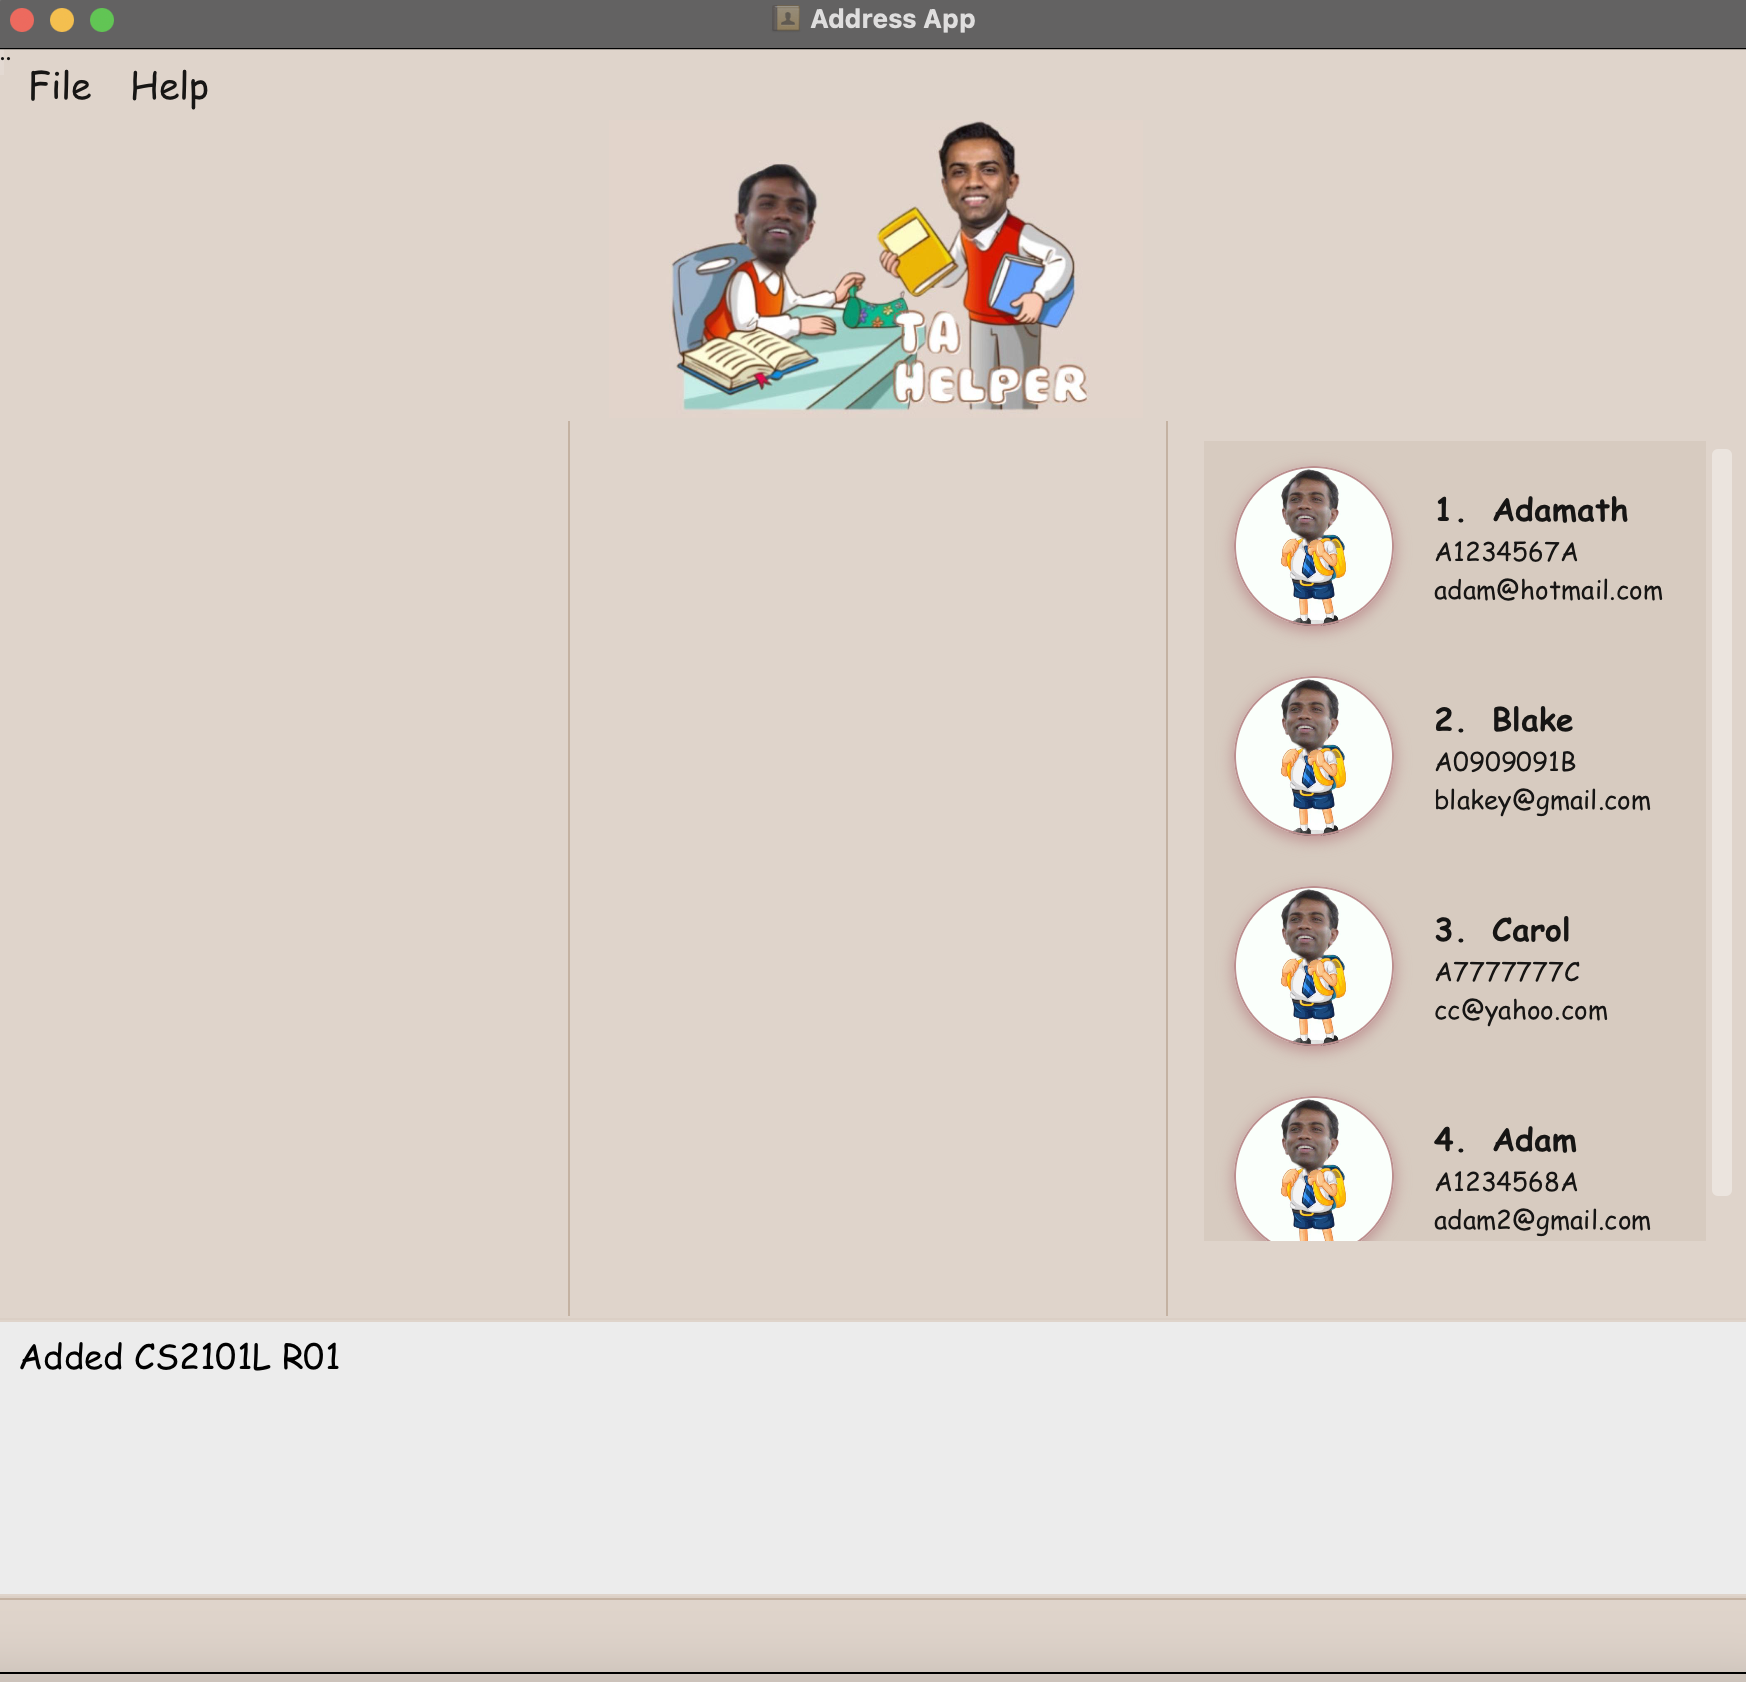 Address App
File Help
TA
HELPER
1. Adamath
A1234567A
adam@hotmail.com
2. Blake
A0909091B
blakey@gmail.com
3. Carol
A7777777C
cc@yahoo.com
4. Adam
A1234568A
adam2@gmail.com
Added CS2101L R01